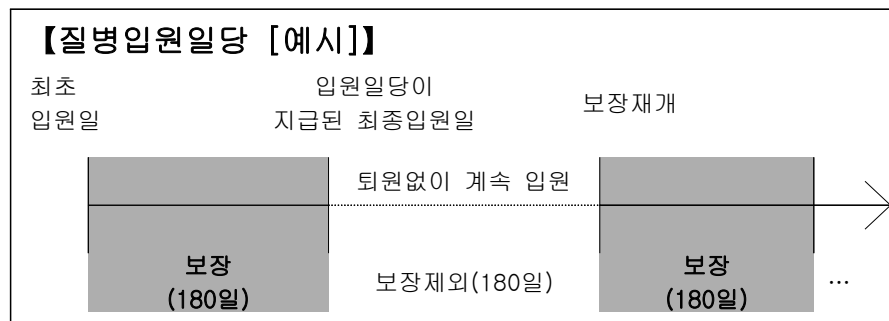 【질병입원일당 [예시]】
최초
입원일
입원일당이
지급된 최종입원일
보장재개
퇴원없이 계속 입원
보장
(180일)
보장제외(180일)
보장
(180일)
…